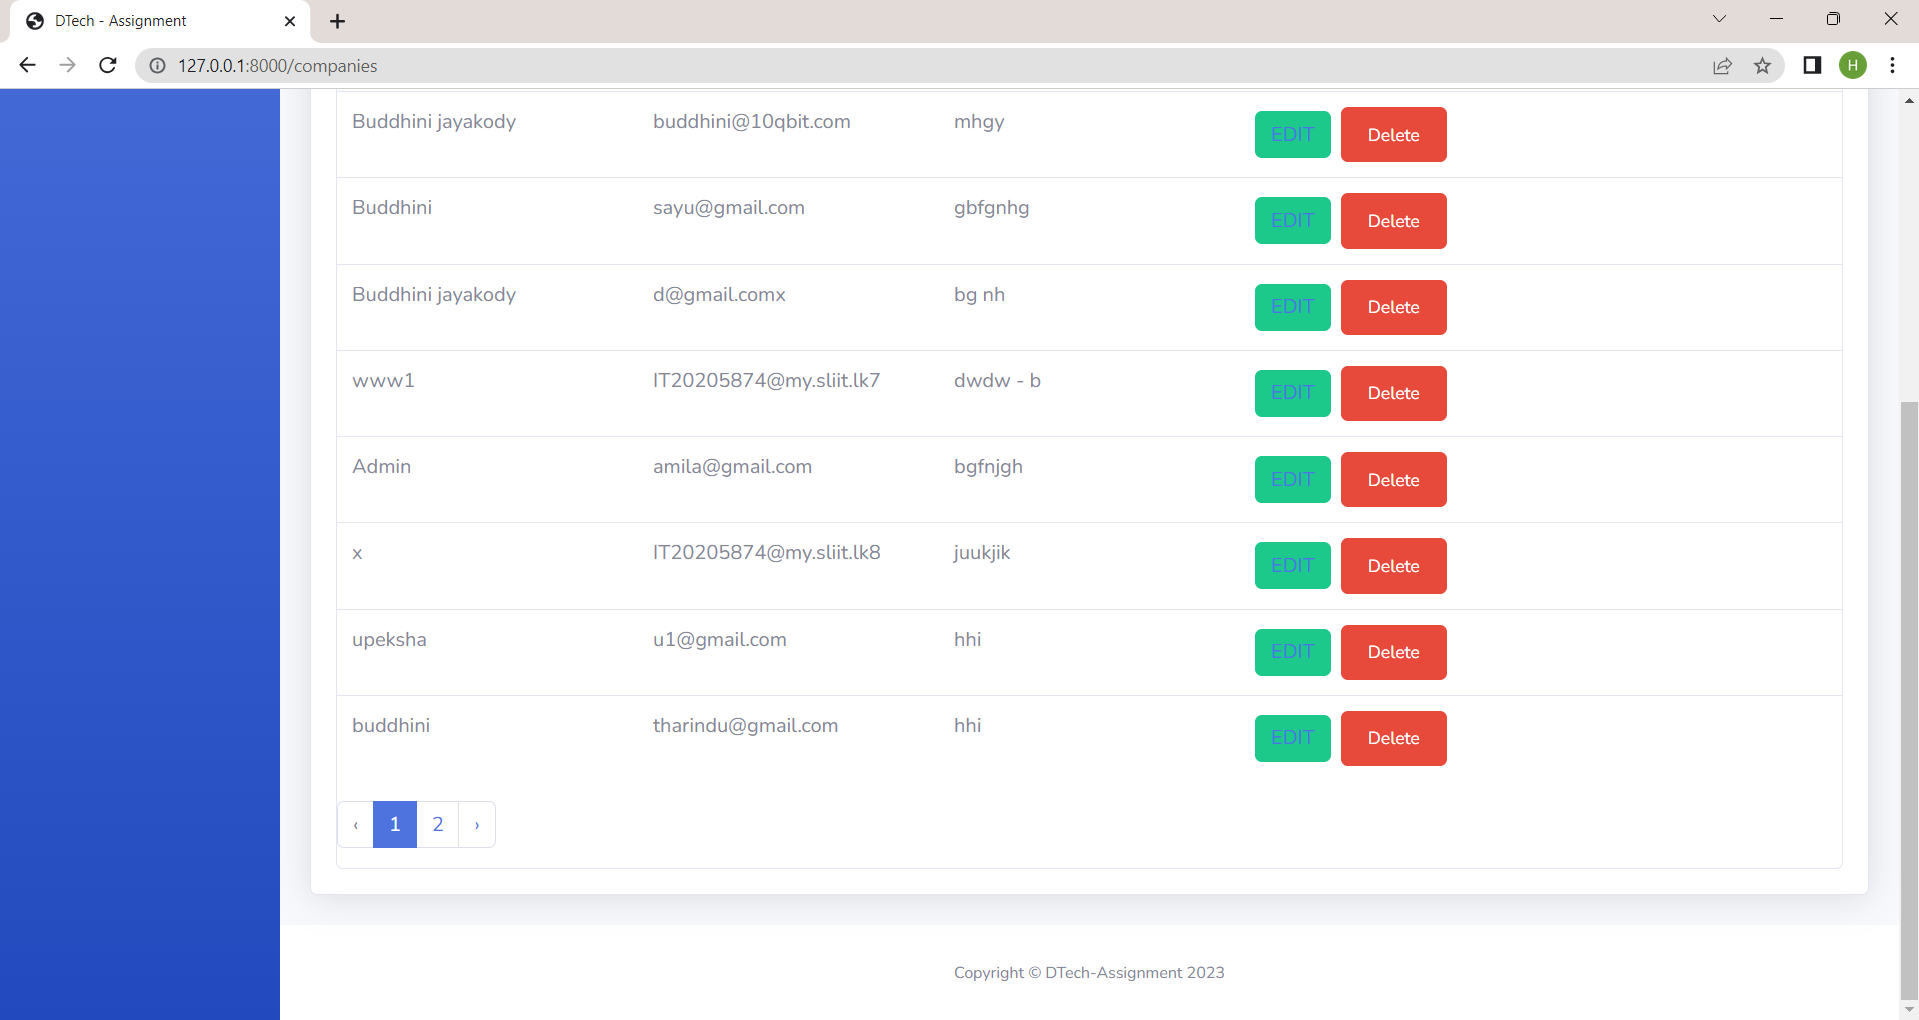 DTech - Assignment
127.0.0.1:8000/companies
H
Buddhini jayakody buddhini@10qbit.com mhgy EDIT Delete
Buddhini sayu@gmail.com gbfgnhg EDIT Delete
Buddhini jayakody d@gmail.comx bg nh EDIT Delete
www1 IT20205874@my.sliit.lk7 dwdw - b EDIT Delete
Admin amila@gmail.com bgfnjgh EDIT Delete
x IT20205874@my.sliit.lk8 juukjik EDIT Delete
upeksha u1@gmail.com hhi EDIT Delete
buddhini tharindu@gmail.com hhi EDIT Delete
‹ 1 2 ›
Copyright © DTech-Assignment 2023